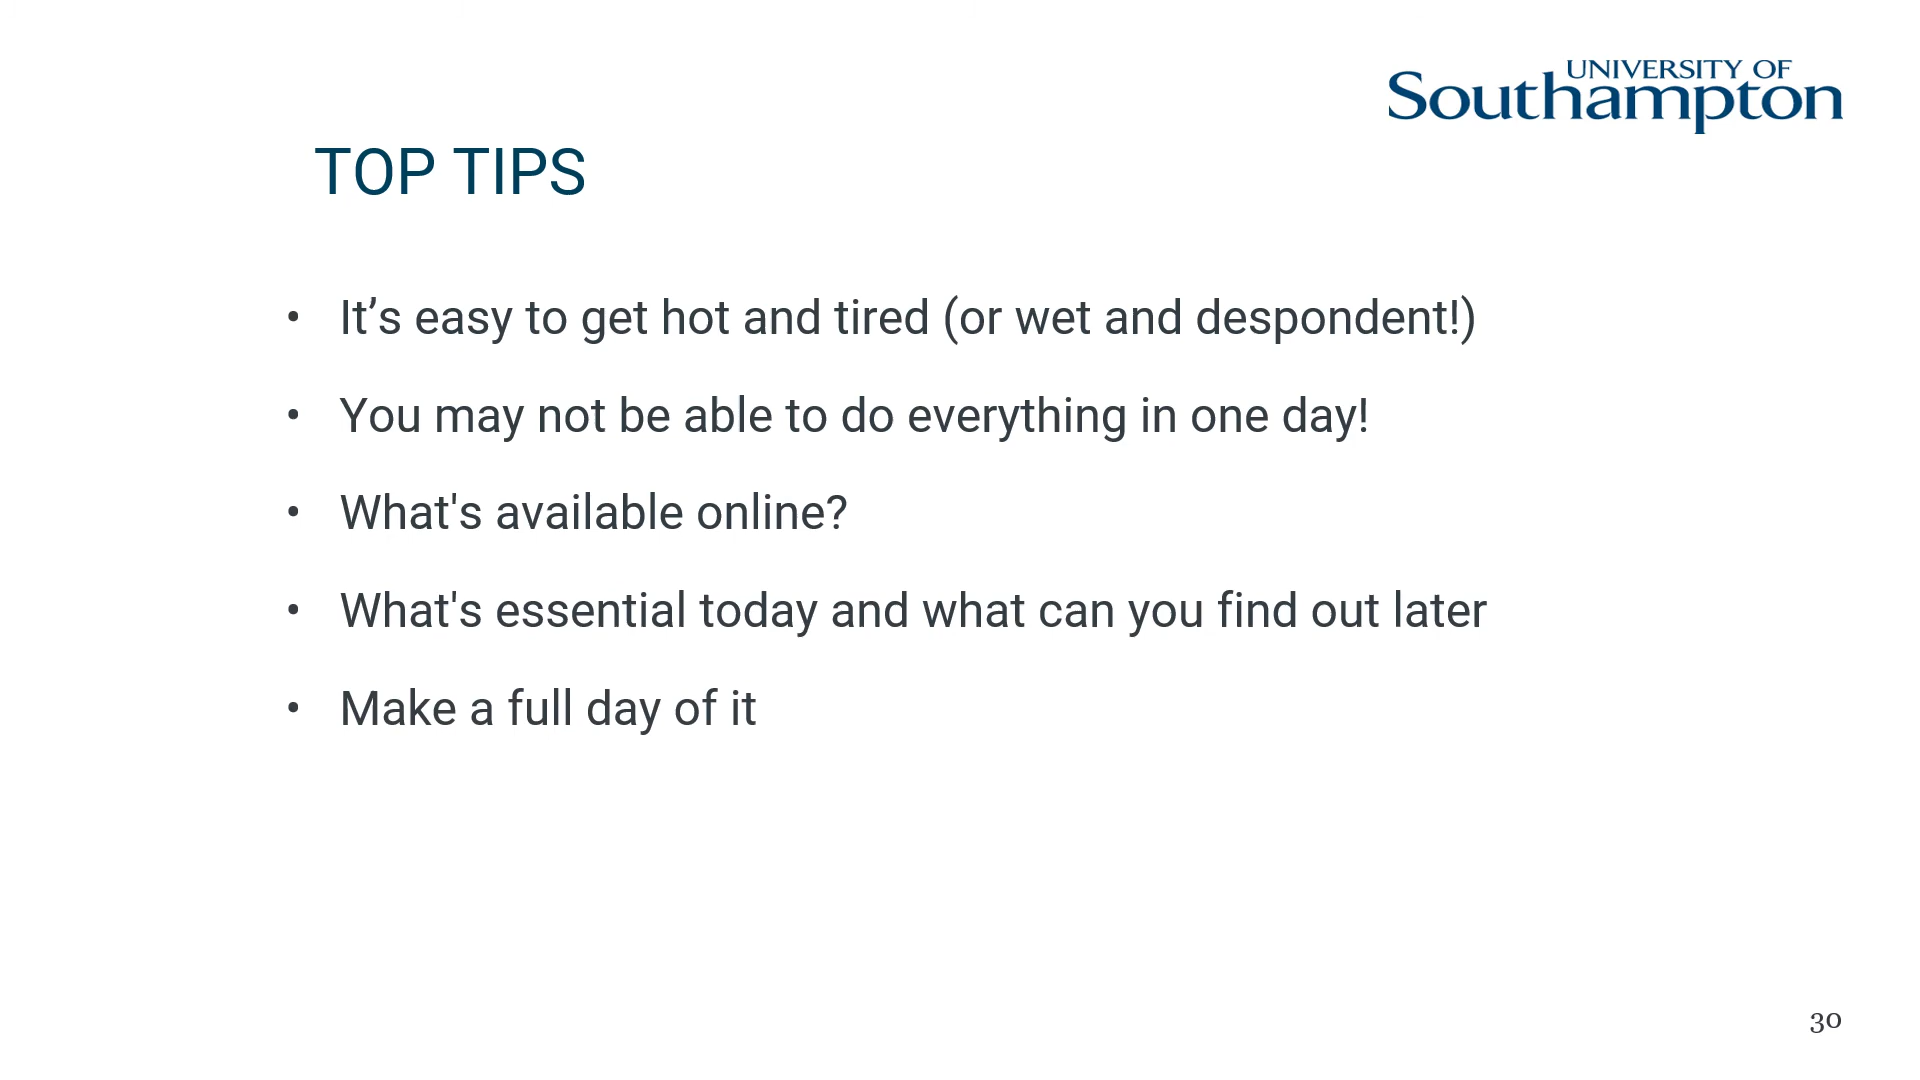 UNIVERSITY OF
Southampton
TOP TIPS
• It’s easy to get hot and tired (or wet and despondent!)
• You may not be able to do everything in one day!
• What's available online?
• What's essential today and what can you find out later
• Make a full day of it
30